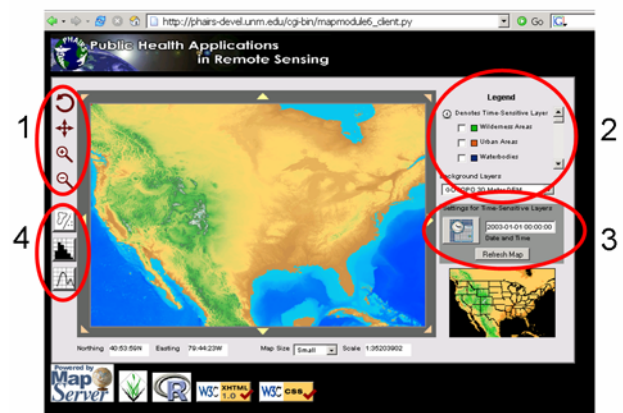 http://phairs-devel.unm.edu/cgi-bin/mapmodule6_client.py
Go
Public Health Applications
in Remote Sensing
1
2
3
4
Legend
Denotes Time-Sensitive Layer
Wilderness Areas
Urban Areas
Waterbodies
Background Layers
Settings for Time-Sensitive Layers
2003-01-01 00:00:00
Date and Time
Refresh Map
Northing 40:53:59N Easting 79:44:23W Map Size Small Scale 1:35203902
Powered by
Map
Server
R
W3C XHTML 1.0
W3C css